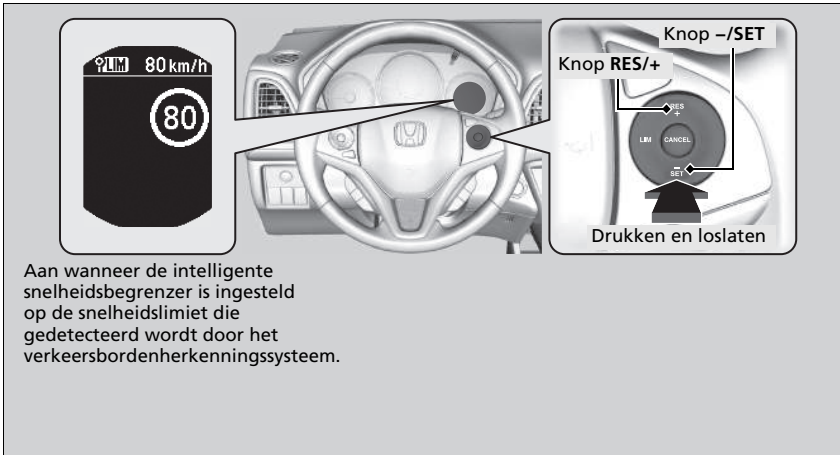 LIM 80 km/h
80
Knop –/SET
Knop RES/+
RES
+
LIM
CANCEL
–
SET
Drukken en loslaten
Aan wanneer de intelligente
snelheidsbegrenzer is ingesteld
op de snelheidslimiet die
gedetecteerd wordt door het
verkeersbordenherkenningssysteem.